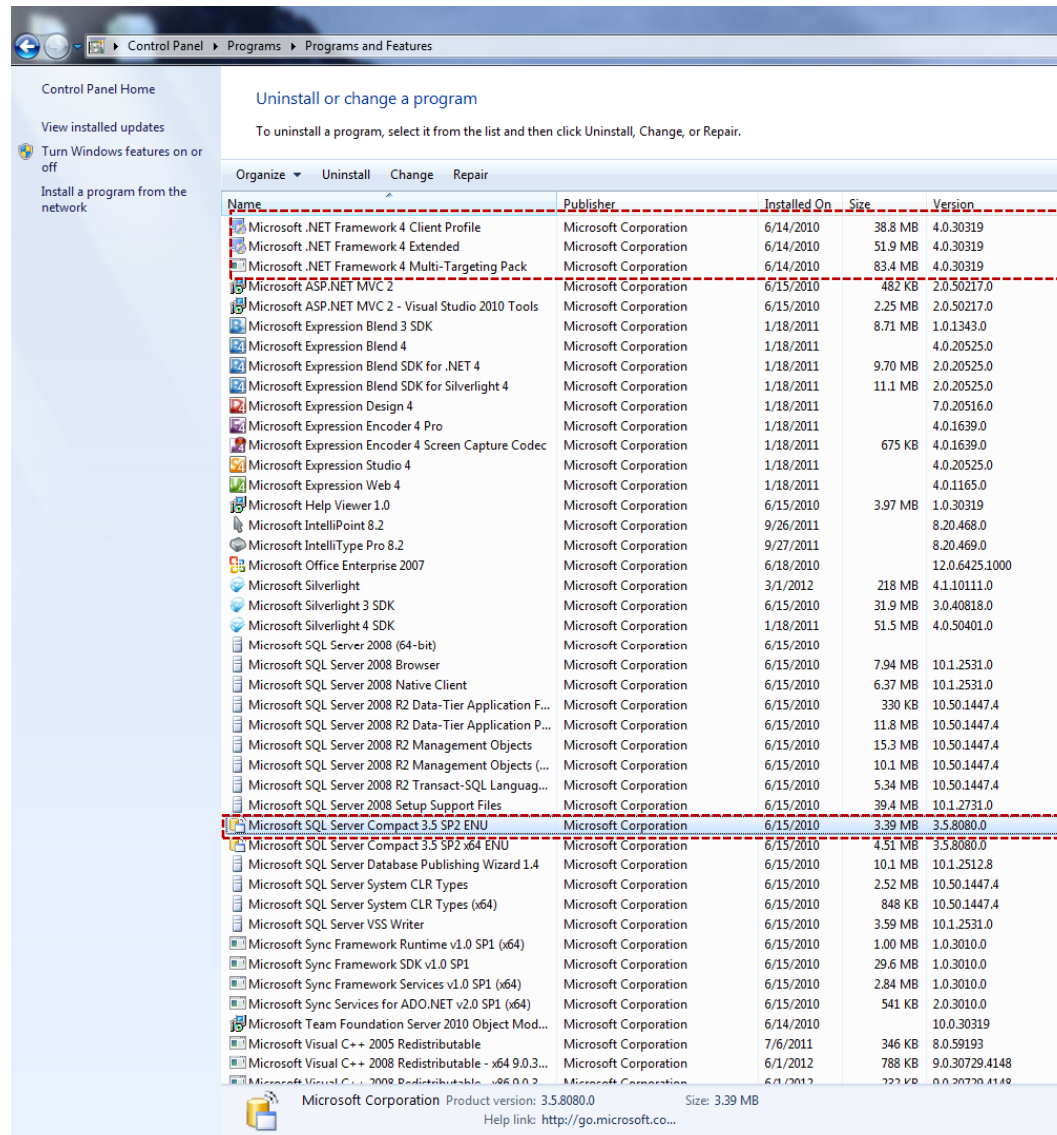 Control Panel Programs Programs and Features
Control Panel Home
View installed updates
Turn Windows features on or
off
Install a program from the
network
Uninstall or change a program
To uninstall a program, select it from the list and then click Uninstall, Change, or Repair.
Organize Uninstall Change Repair
Name Publisher Installed On Size Version
Microsoft .NET Framework 4 Client Profile Microsoft Corporation 6/14/2010 38.8 MB 4.0.30319
Microsoft .NET Framework 4 Extended Microsoft Corporation 6/14/2010 51.9 MB 4.0.30319
Microsoft .NET Framework 4 Multi-Targeting Pack Microsoft Corporation 6/14/2010 83.4 MB 4.0.30319
Microsoft ASP.NET MVC 2 Microsoft Corporation 6/15/2010 482 KB 2.0.50217.0
Microsoft ASP.NET MVC 2 - Visual Studio 2010 Tools Microsoft Corporation 6/15/2010 2.25 MB 2.0.50217.0
Microsoft Expression Blend 3 SDK Microsoft Corporation 1/18/2011 8.71 MB 1.0.1343.0
Microsoft Expression Blend 4 Microsoft Corporation 1/18/2011 4.0.20525.0
Microsoft Expression Blend SDK for .NET 4 Microsoft Corporation 1/18/2011 9.70 MB 2.0.20525.0
Microsoft Expression Blend SDK for Silverlight 4 Microsoft Corporation 1/18/2011 11.1 MB 2.0.20525.0
Microsoft Expression Design 4 Microsoft Corporation 1/18/2011 7.0.20516.0
Microsoft Expression Encoder 4 Pro Microsoft Corporation 1/18/2011 4.0.1639.0
Microsoft Expression Encoder 4 Screen Capture Codec Microsoft Corporation 1/18/2011 675 KB 4.0.1639.0
Microsoft Expression Studio 4 Microsoft Corporation 1/18/2011 4.0.20525.0
Microsoft Expression Web 4 Microsoft Corporation 1/18/2011 4.0.1165.0
Microsoft Help Viewer 1.0 Microsoft Corporation 6/15/2010 3.97 MB 1.0.30319
Microsoft IntelliPoint 8.2 Microsoft Corporation 9/26/2011 8.20.468.0
Microsoft IntelliType Pro 8.2 Microsoft Corporation 9/27/2011 8.20.469.0
Microsoft Office Enterprise 2007 Microsoft Corporation 6/18/2010 12.0.6425.1000
Microsoft Silverlight Microsoft Corporation 3/1/2012 218 MB 4.1.10111.0
Microsoft Silverlight 3 SDK Microsoft Corporation 6/15/2010 31.9 MB 3.0.40818.0
Microsoft Silverlight 4 SDK Microsoft Corporation 1/18/2011 51.5 MB 4.0.50401.0
Microsoft SQL Server 2008 (64-bit) Microsoft Corporation 6/15/2010
Microsoft SQL Server 2008 Browser Microsoft Corporation 6/15/2010 7.94 MB 10.1.2531.0
Microsoft SQL Server 2008 Native Client Microsoft Corporation 6/15/2010 6.37 MB 10.1.2531.0
Microsoft SQL Server 2008 R2 Data-Tier Application F... Microsoft Corporation 6/15/2010 330 KB 10.50.1447.4
Microsoft SQL Server 2008 R2 Data-Tier Application P... Microsoft Corporation 6/15/2010 11.8 MB 10.50.1447.4
Microsoft SQL Server 2008 R2 Management Objects Microsoft Corporation 6/15/2010 15.3 MB 10.50.1447.4
Microsoft SQL Server 2008 R2 Management Objects (... Microsoft Corporation 6/15/2010 10.1 MB 10.50.1447.4
Microsoft SQL Server 2008 R2 Transact-SQL Languag... Microsoft Corporation 6/15/2010 5.34 MB 10.50.1447.4
Microsoft SQL Server 2008 Setup Support Files Microsoft Corporation 6/15/2010 39.4 MB 10.1.2731.0
Microsoft SQL Server Compact 3.5 SP2 ENU Microsoft Corporation 6/15/2010 3.39 MB 3.5.8080.0
Microsoft SQL Server Compact 3.5 SP2 x64 ENU Microsoft Corporation 6/15/2010 4.51 MB 3.5.8080.0
Microsoft SQL Server Database Publishing Wizard 1.4 Microsoft Corporation 6/15/2010 10.1 MB 10.1.2512.8
Microsoft SQL Server System CLR Types Microsoft Corporation 6/15/2010 2.52 MB 10.50.1447.4
Microsoft SQL Server System CLR Types (x64) Microsoft Corporation 6/15/2010 848 KB 10.50.1447.4
Microsoft SQL Server VSS Writer Microsoft Corporation 6/15/2010 3.59 MB 10.1.2531.0
Microsoft Sync Framework Runtime v1.0 SP1 (x64) Microsoft Corporation 6/15/2010 1.00 MB 1.0.3010.0
Microsoft Sync Framework SDK v1.0 SP1 Microsoft Corporation 6/15/2010 29.6 MB 1.0.3010.0
Microsoft Sync Framework Services v1.0 SP1 (x64) Microsoft Corporation 6/15/2010 2.84 MB 1.0.3010.0
Microsoft Sync Services for ADO.NET v2.0 SP1 (x64) Microsoft Corporation 6/15/2010 541 KB 2.0.3010.0
Microsoft Team Foundation Server 2010 Object Mod... Microsoft Corporation 6/14/2010 10.0.30319
Microsoft Visual C++ 2005 Redistributable Microsoft Corporation 7/6/2011 346 KB 8.0.59193
Microsoft Visual C++ 2008 Redistributable - x64 9.0.3... Microsoft Corporation 6/1/2012 788 KB 9.0.30729.4148
Microsoft Visual C++ 2008 Redistributable - x86 9.0.3... Microsoft Corporation 6/1/2012 232 KB 9.0.30729.4148
Microsoft Corporation Product version: 3.5.8080.0 Size: 3.39 MB
Help link: http://go.microsoft.co...